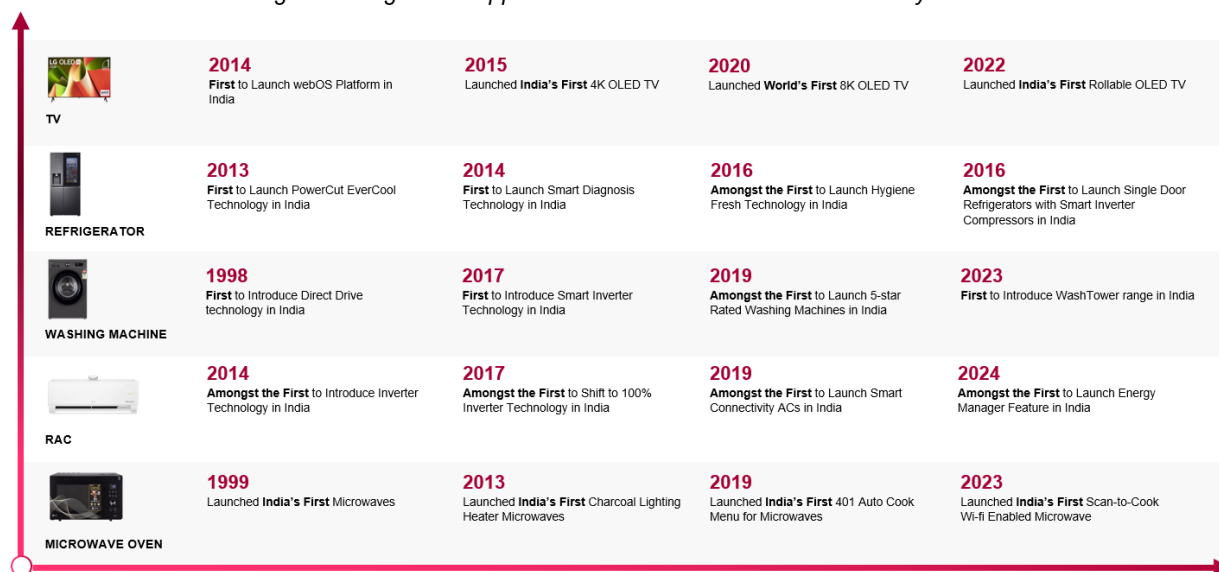 LG OLED
2014
First to Launch webOS Platform in
India
2015
Launched India's First 4K OLED TV
2020
Launched World's First 8K OLED TV
2022
Launched India's First Rollable OLED TV
TV
2013
First to Launch PowerCut EverCool
Technology in India
2014
First to Launch Smart Diagnosis
Technology in India
2016
Amongst the First to Launch Hygiene
Fresh Technology in India
2016
Amongst the First to Launch Single Door
Refrigerators with Smart Inverter
Compressors in India
REFRIGERATOR
1998
First to Introduce Direct Drive
technology in India
2017
First to Introduce Smart Inverter
Technology in India
2019
Amongst the First to Launch 5-star
Rated Washing Machines in India
2023
First to Introduce WashTower range in India
WASHING MACHINE
2014
Amongst the First to Introduce Inverter
Technology in India
2017
Amongst the First to Shift to 100%
Inverter Technology in India
2019
Amongst the First to Launch Smart
Connectivity ACs in India
2024
Amongst the First to Launch Energy
Manager Feature in India
RAC
1999
Launched India's First Microwaves
2013
Launched India's First Charcoal Lighting
Heater Microwaves
2019
Launched India's First 401 Auto Cook
Menu for Microwaves
2023
Launched India's First Scan-to-Cook
Wi-fi Enabled Microwave
MICROWAVE OVEN